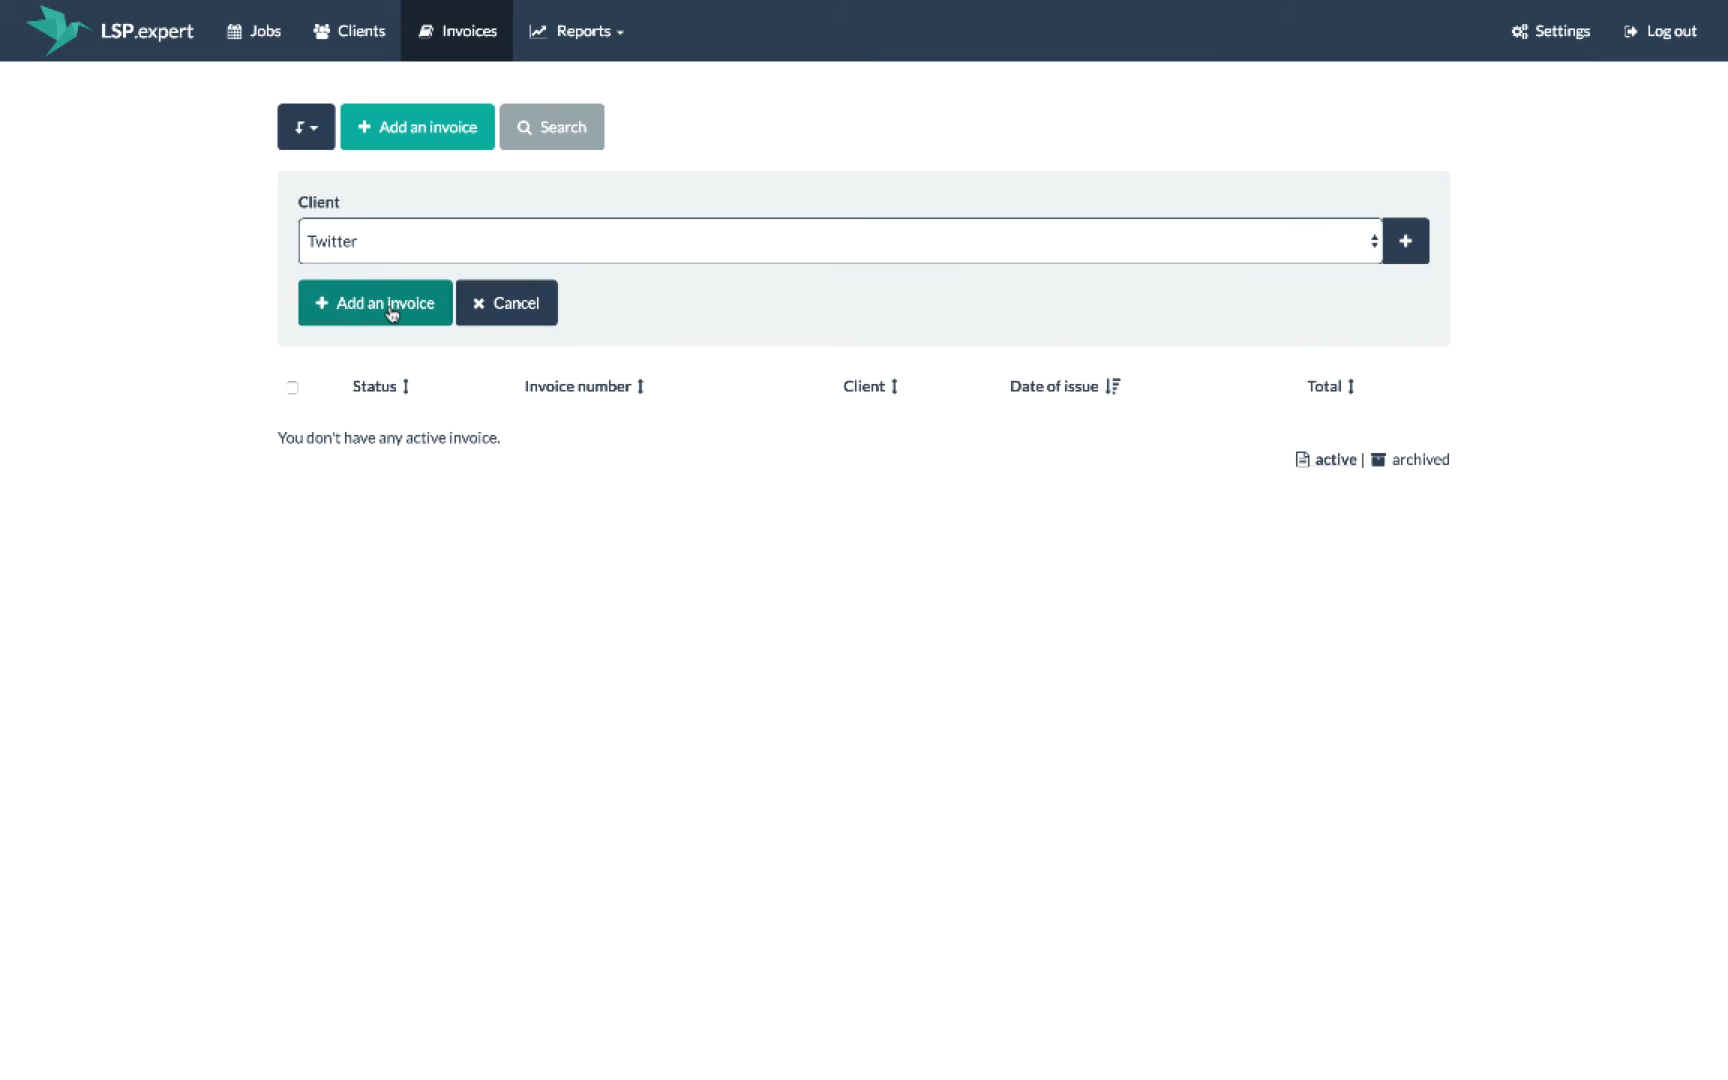 LSP.expert Jobs Clients Invoices Reports Settings Log out
Add an invoice Search
Client
Twitter
Add an invoice Cancel
Status Invoice number Client Date of issue Total
You don't have any active invoice.
active | archived